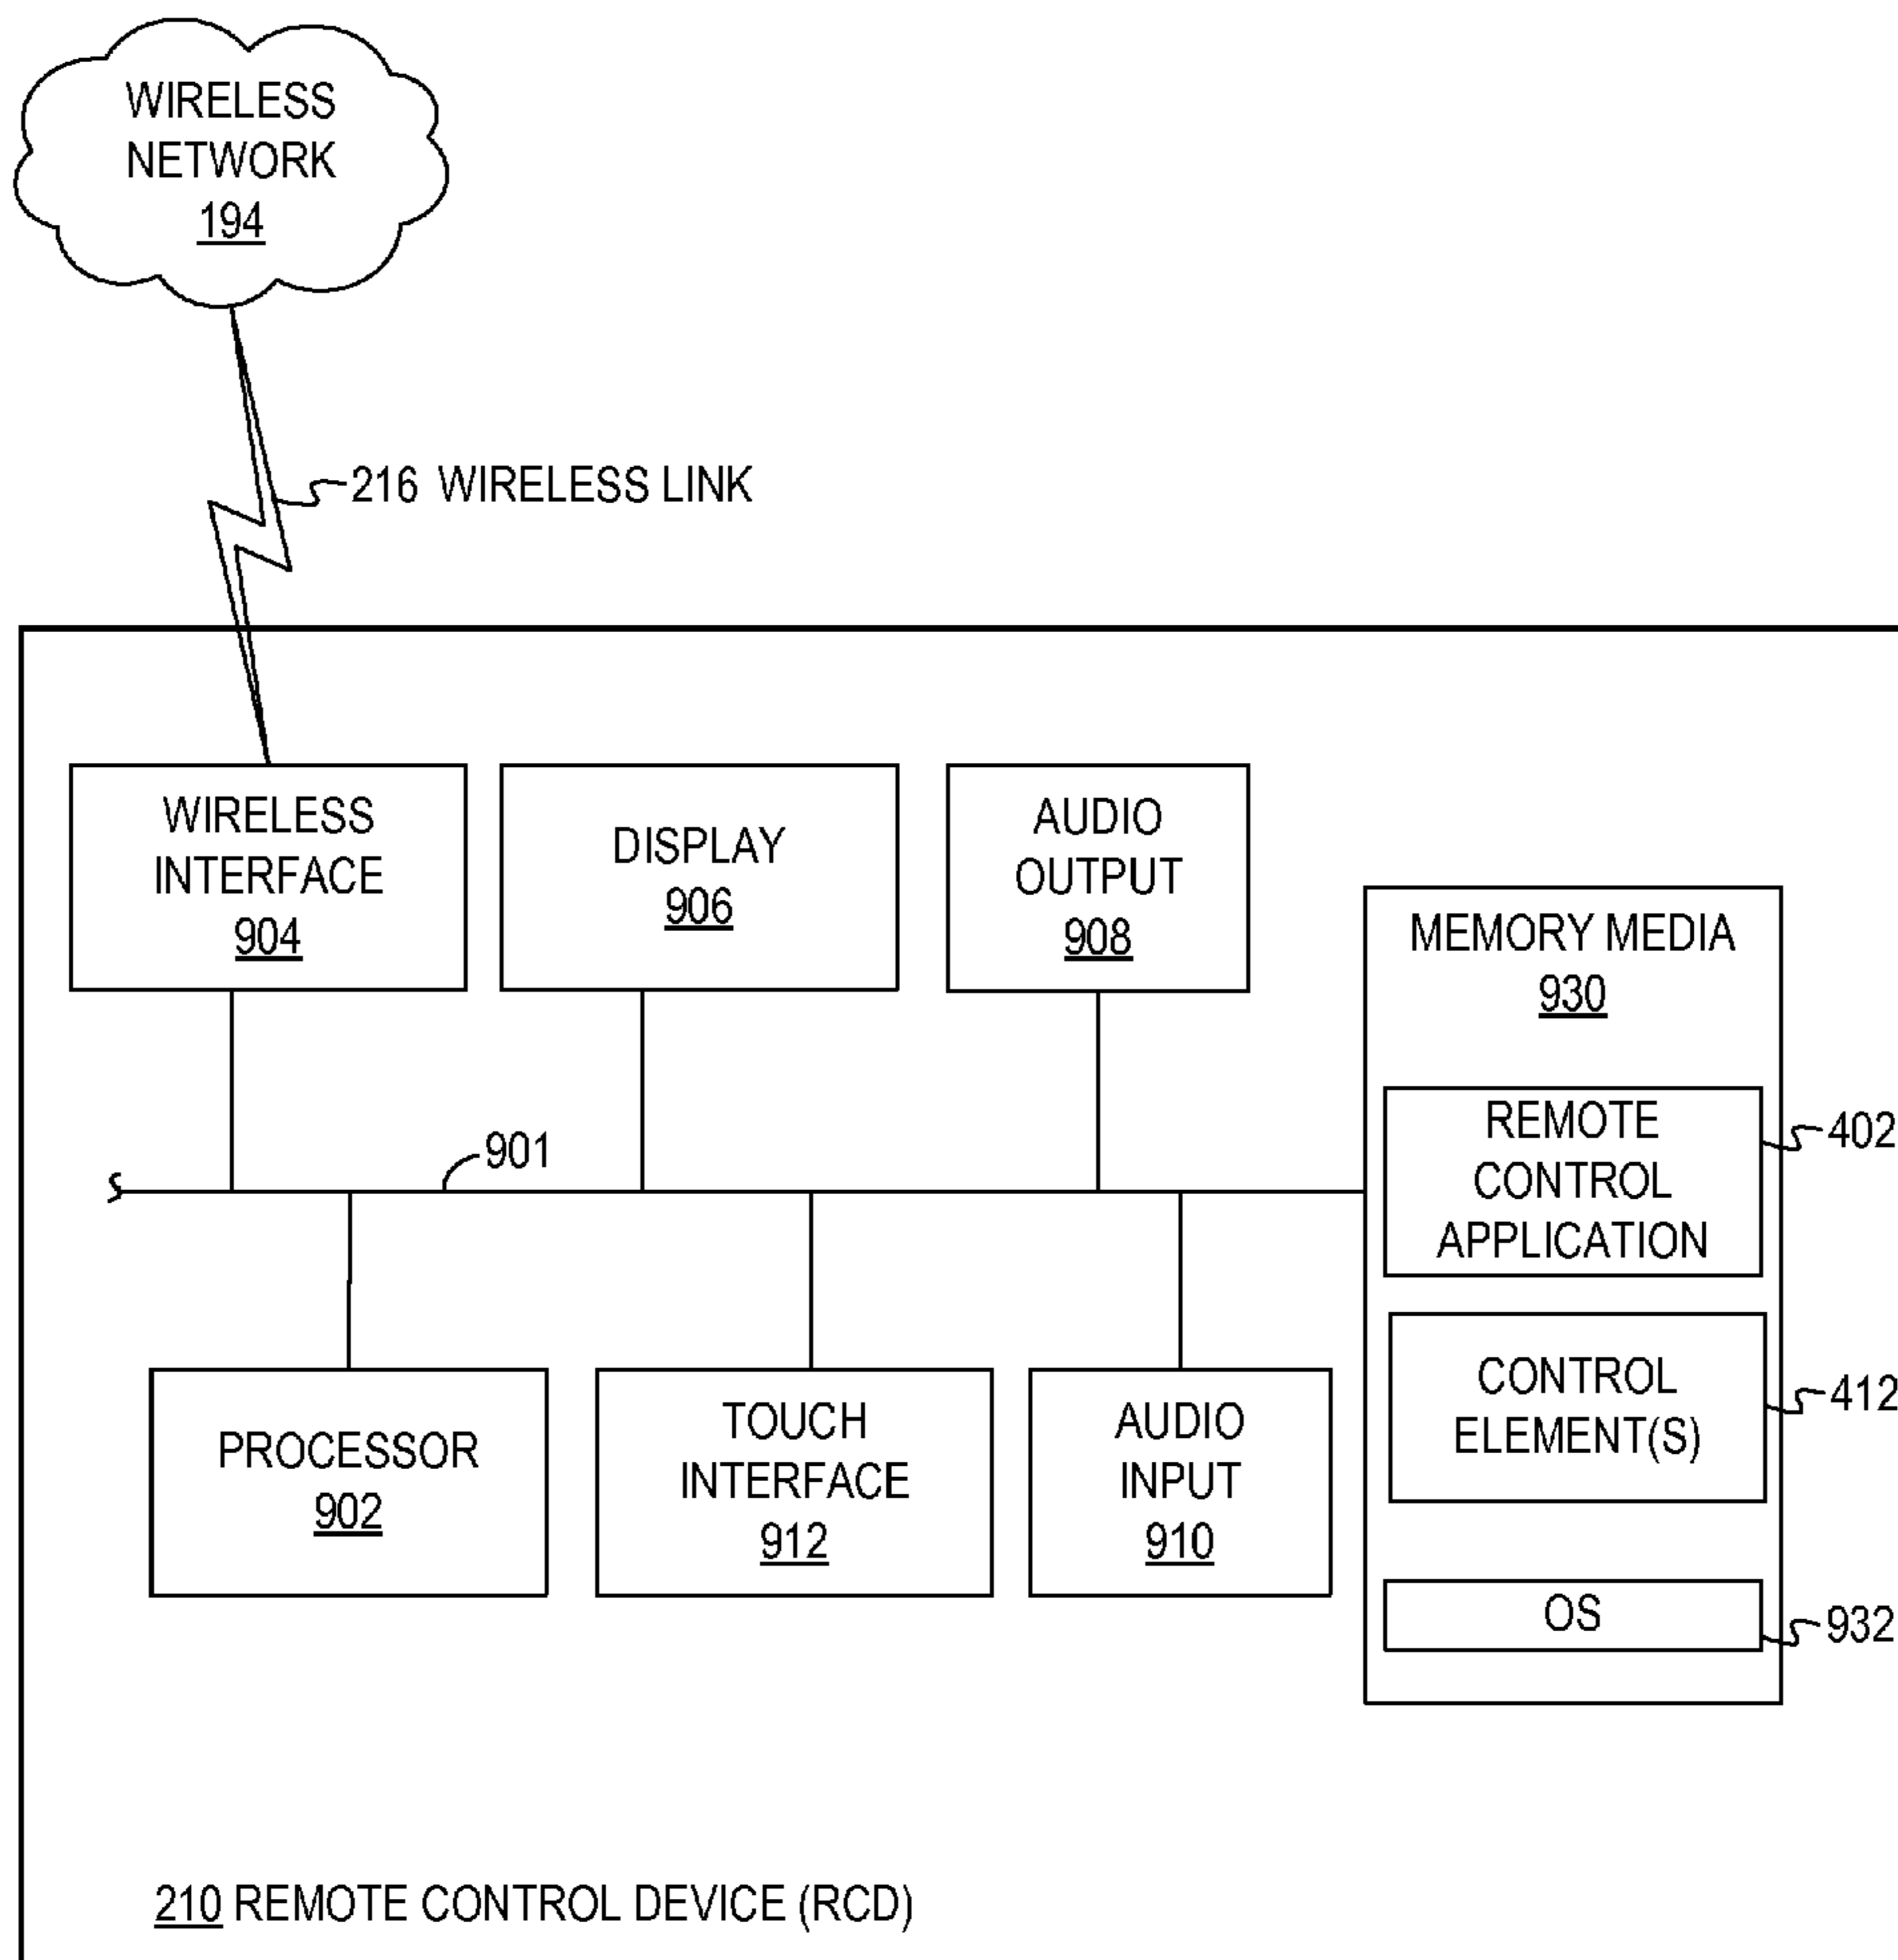 WIRELESS
NETWORK
194
216 WIRELESS LINK
WIRELESS
INTERFACE
904
DISPLAY
906
AUDIO
OUTPUT
908
MEMORY MEDIA
930
REMOTE
CONTROL
APPLICATION
402
901
CONTROL
ELEMENT(S)
412
PROCESSOR
902
TOUCH
INTERFACE
912
AUDIO
INPUT
910
OS
932
210 REMOTE CONTROL DEVICE (RCD)